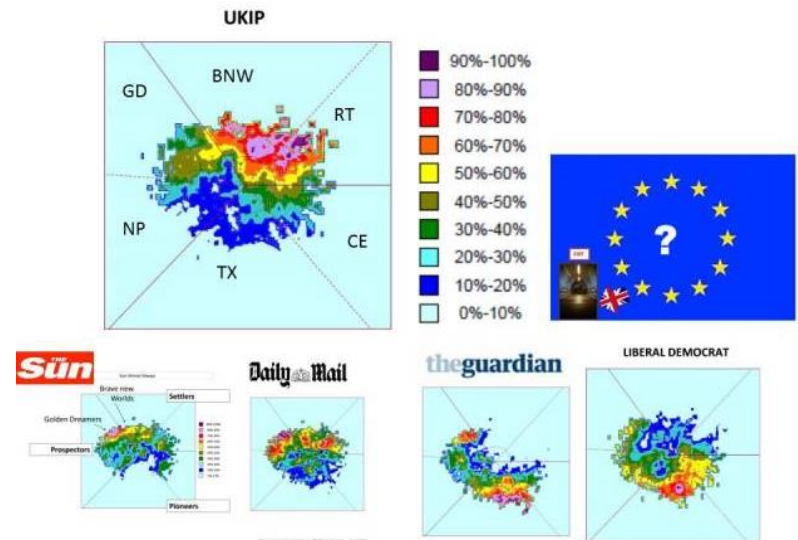 UKIP
GD
BNW
RT
NP
CE
TX
90%-100%
80%-90%
70%-80%
60%-70%
50%-60%
40%-50%
30%-40%
20%-30%
10%-20%
0%-10%
EXIT
?
THE Sun
Brave new
Worlds
Settlers
Golden Dreamers
Prospectors
Pioneers
Daily Mail
theguardian
LIBERAL DEMOCRAT